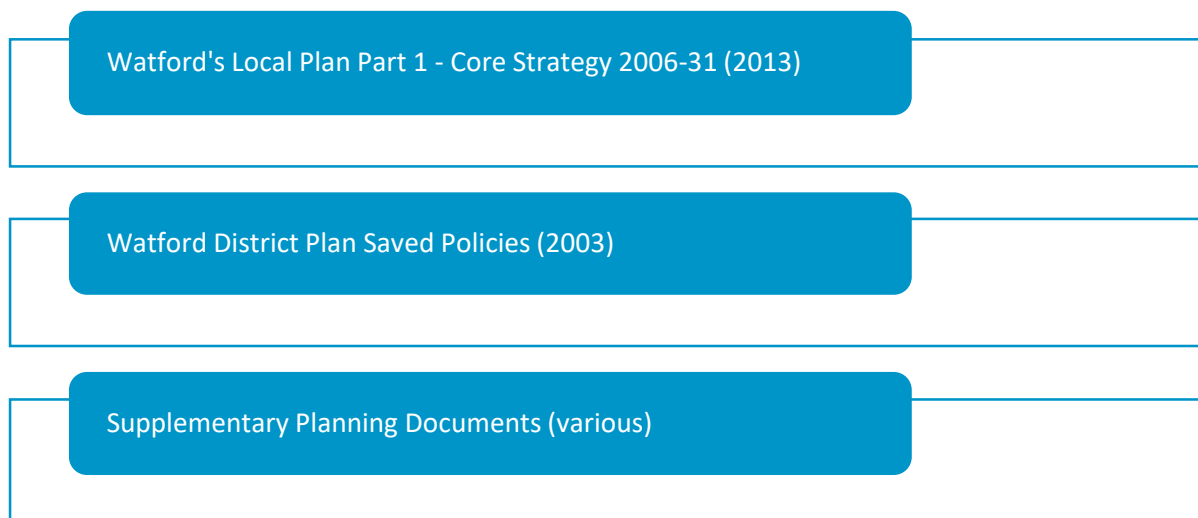 Watford's Local Plan Part 1 - Core Strategy 2006-31 (2013)
Watford District Plan Saved Policies (2003)
Supplementary Planning Documents (various)